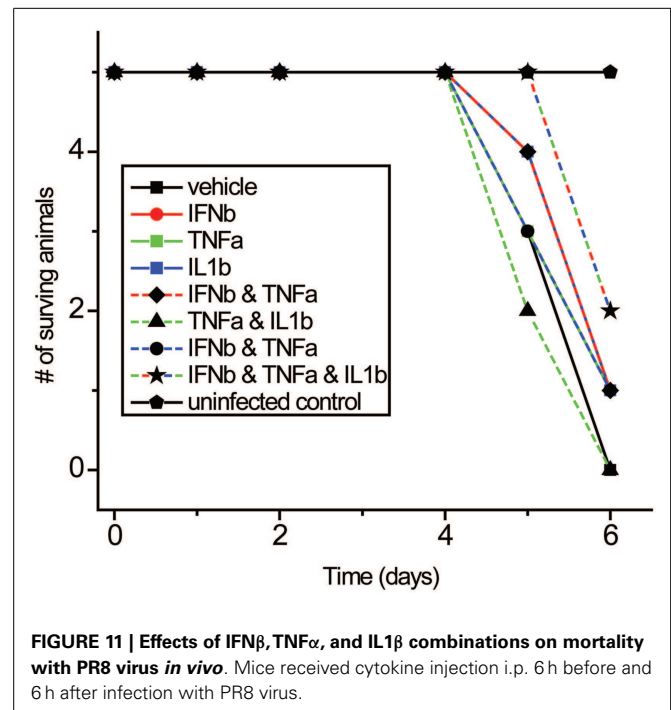 4
2
0
# of surviving animals
vehicle
IFNb
TNFa
IL1b
IFNb & TNFa
TNFa & IL1b
IFNb & TNFa
IFNb & TNFa & IL1b
uninfected control
0 2 4 6
Time (days)
FIGURE 11 | Effects of IFNβ, TNFα, and IL1β combinations on mortality
with PR8 virus in vivo. Mice received cytokine injection i.p. 6 h before and
6 h after infection with PR8 virus.